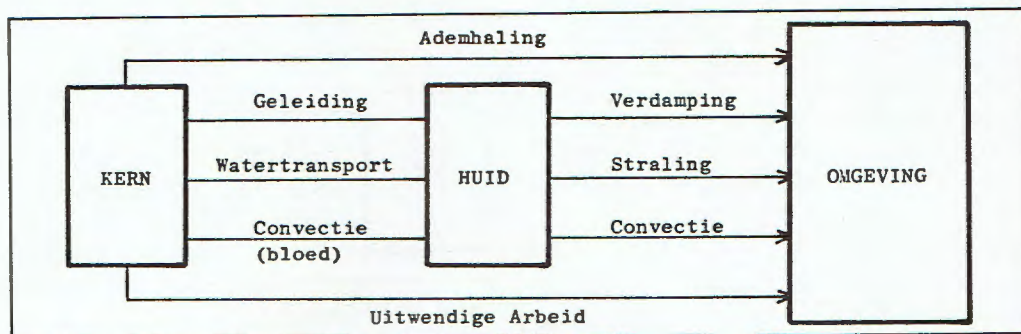 Ademhaling
Geleiding
Verdamping
KERN
Watertransport
HUID
Straling
OMGEVING
Convectie
(bloed)
Convectie
Uitwendige Arbeid